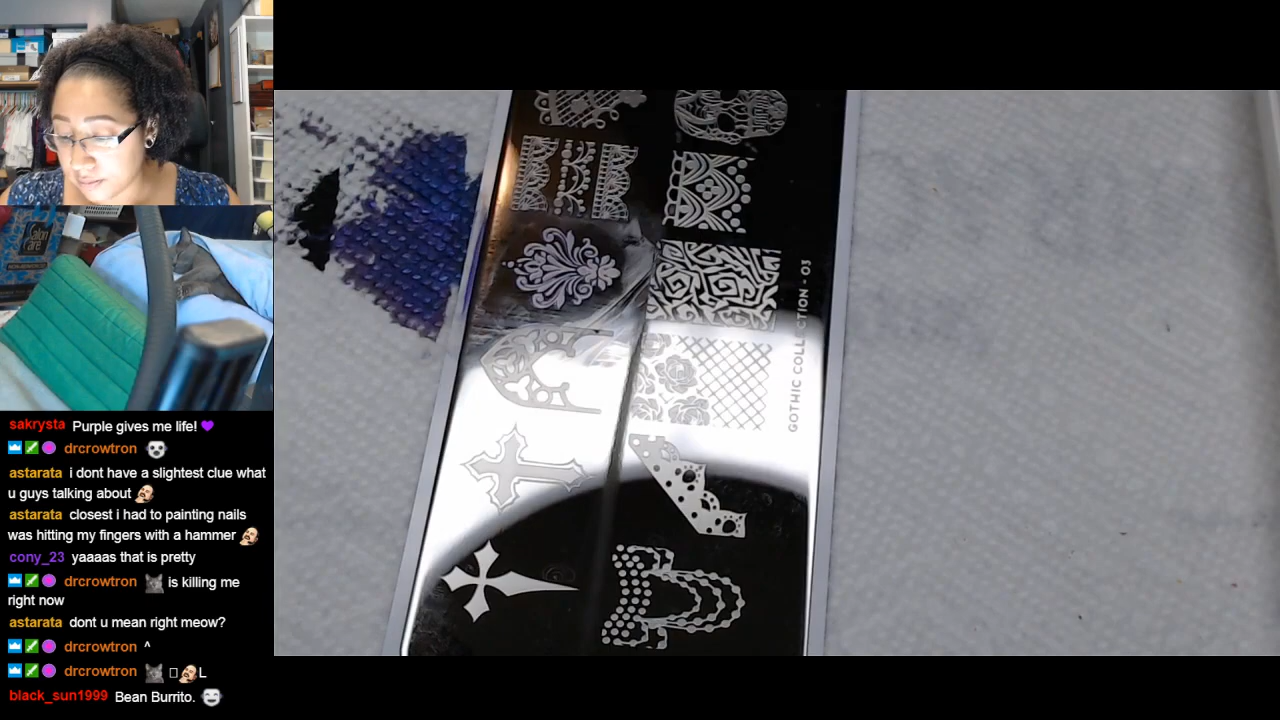 Salon
Care
GOTHIC COLLECTION - 03
sakrysta Purple gives me life!
drcrowtron
astarata i dont have a slightest clue what
u guys talking about
astarata closest i had to painting nails
was hitting my fingers with a hammer
cony_23 yaaaas that is pretty
drcrowtron is killing me
right now
astarata dont u mean right meow?
drcrowtron ^
drcrowtron L
black_sun1999 Bean Burrito.